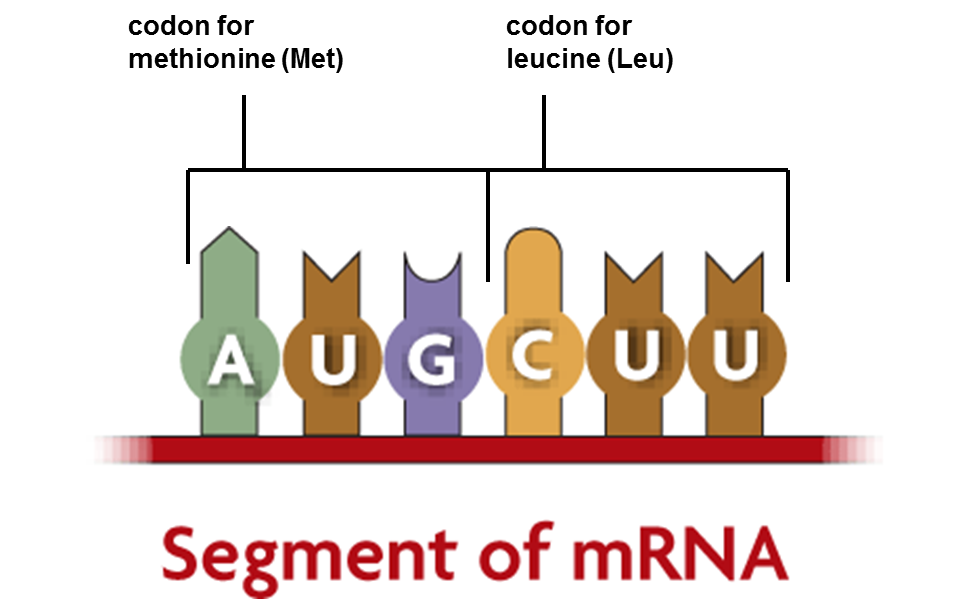 codon for
methionine (Met)
codon for
leucine (Leu)
A U G C U U
Segment of mRNA